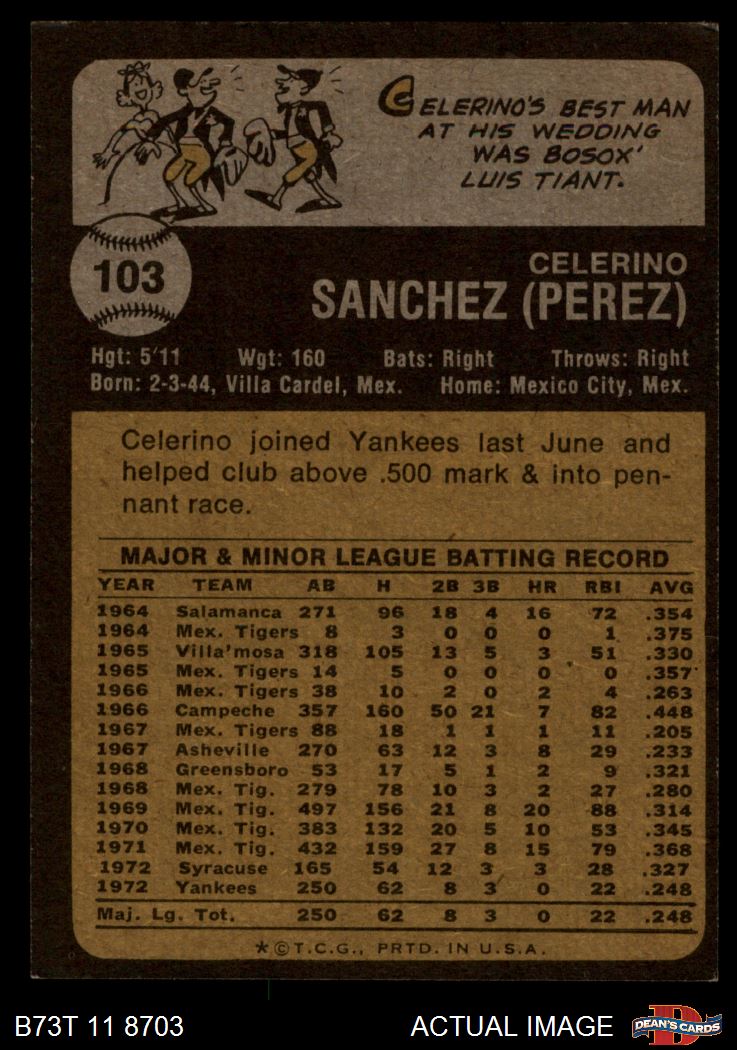 CELERINO'S BEST MAN
AT HIS WEDDING
WAS BOSOX'
LUIS TIANT.
103
CELERINO
SANCHEZ (PEREZ)
Hgt: 5'11 Wgt: 160 Bats: Right Throws: Right
Born: 2-3-44, Villa Cardel, Mex. Home: Mexico City, Mex.
Celerino joined Yankees last June and
helped club above .500 mark & into pen-
nant race.
MAJOR & MINOR LEAGUE BATTING RECORD
YEAR TEAM AB H 2B 3B HR RBI AVG
1964 Salamanca 271 96 18 4 16 72 .354
1964 Mex. Tigers 8 3 0 0 0 1 .375
1965 Villa'mosa 318 105 13 5 3 51 .330
1965 Mex. Tigers 14 5 0 0 0 0 .357
1966 Mex. Tigers 38 10 2 0 2 4 .263
1966 Campeche 357 160 50 21 7 82 .448
1967 Mex. Tigers 88 18 1 1 1 11 .205
1967 Asheville 270 63 12 3 8 29 .233
1968 Greensboro 53 17 5 1 2 9 .321
1968 Mex. Tig. 279 78 10 3 2 27 .280
1969 Mex. Tig. 497 156 21 8 20 88 .314
1970 Mex. Tig. 383 132 20 5 10 53 .345
1971 Mex. Tig. 432 159 27 8 15 79 .368
1972 Syracuse 165 54 12 3 3 28 .327
1972 Yankees 250 62 8 3 0 22 .248
Maj. Lg. Tot. 250 62 8 3 0 22 .248
*©T.C.G., PRTD. IN U.S.A.
B73T 11 8703 ACTUAL IMAGE DEAN'S CARDS